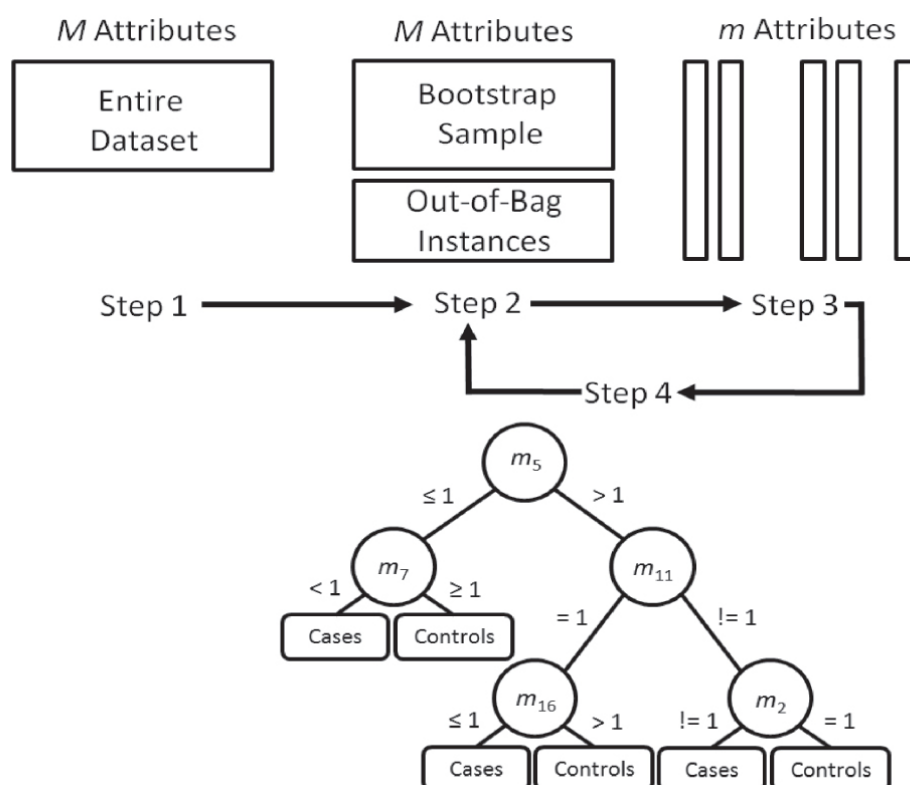 M Attributes
M Attributes
m Attributes
Entire
Dataset
Bootstrap
Sample
Out-of-Bag
Instances
Step 1
Step 2
Step 3
Step 4
m₅
≤ 1
> 1
m₇
m₁₁
< 1
≥ 1
= 1
!= 1
Cases
Controls
m₁₆
m₂
≤ 1
> 1
!= 1
= 1
Cases
Controls
Cases
Controls